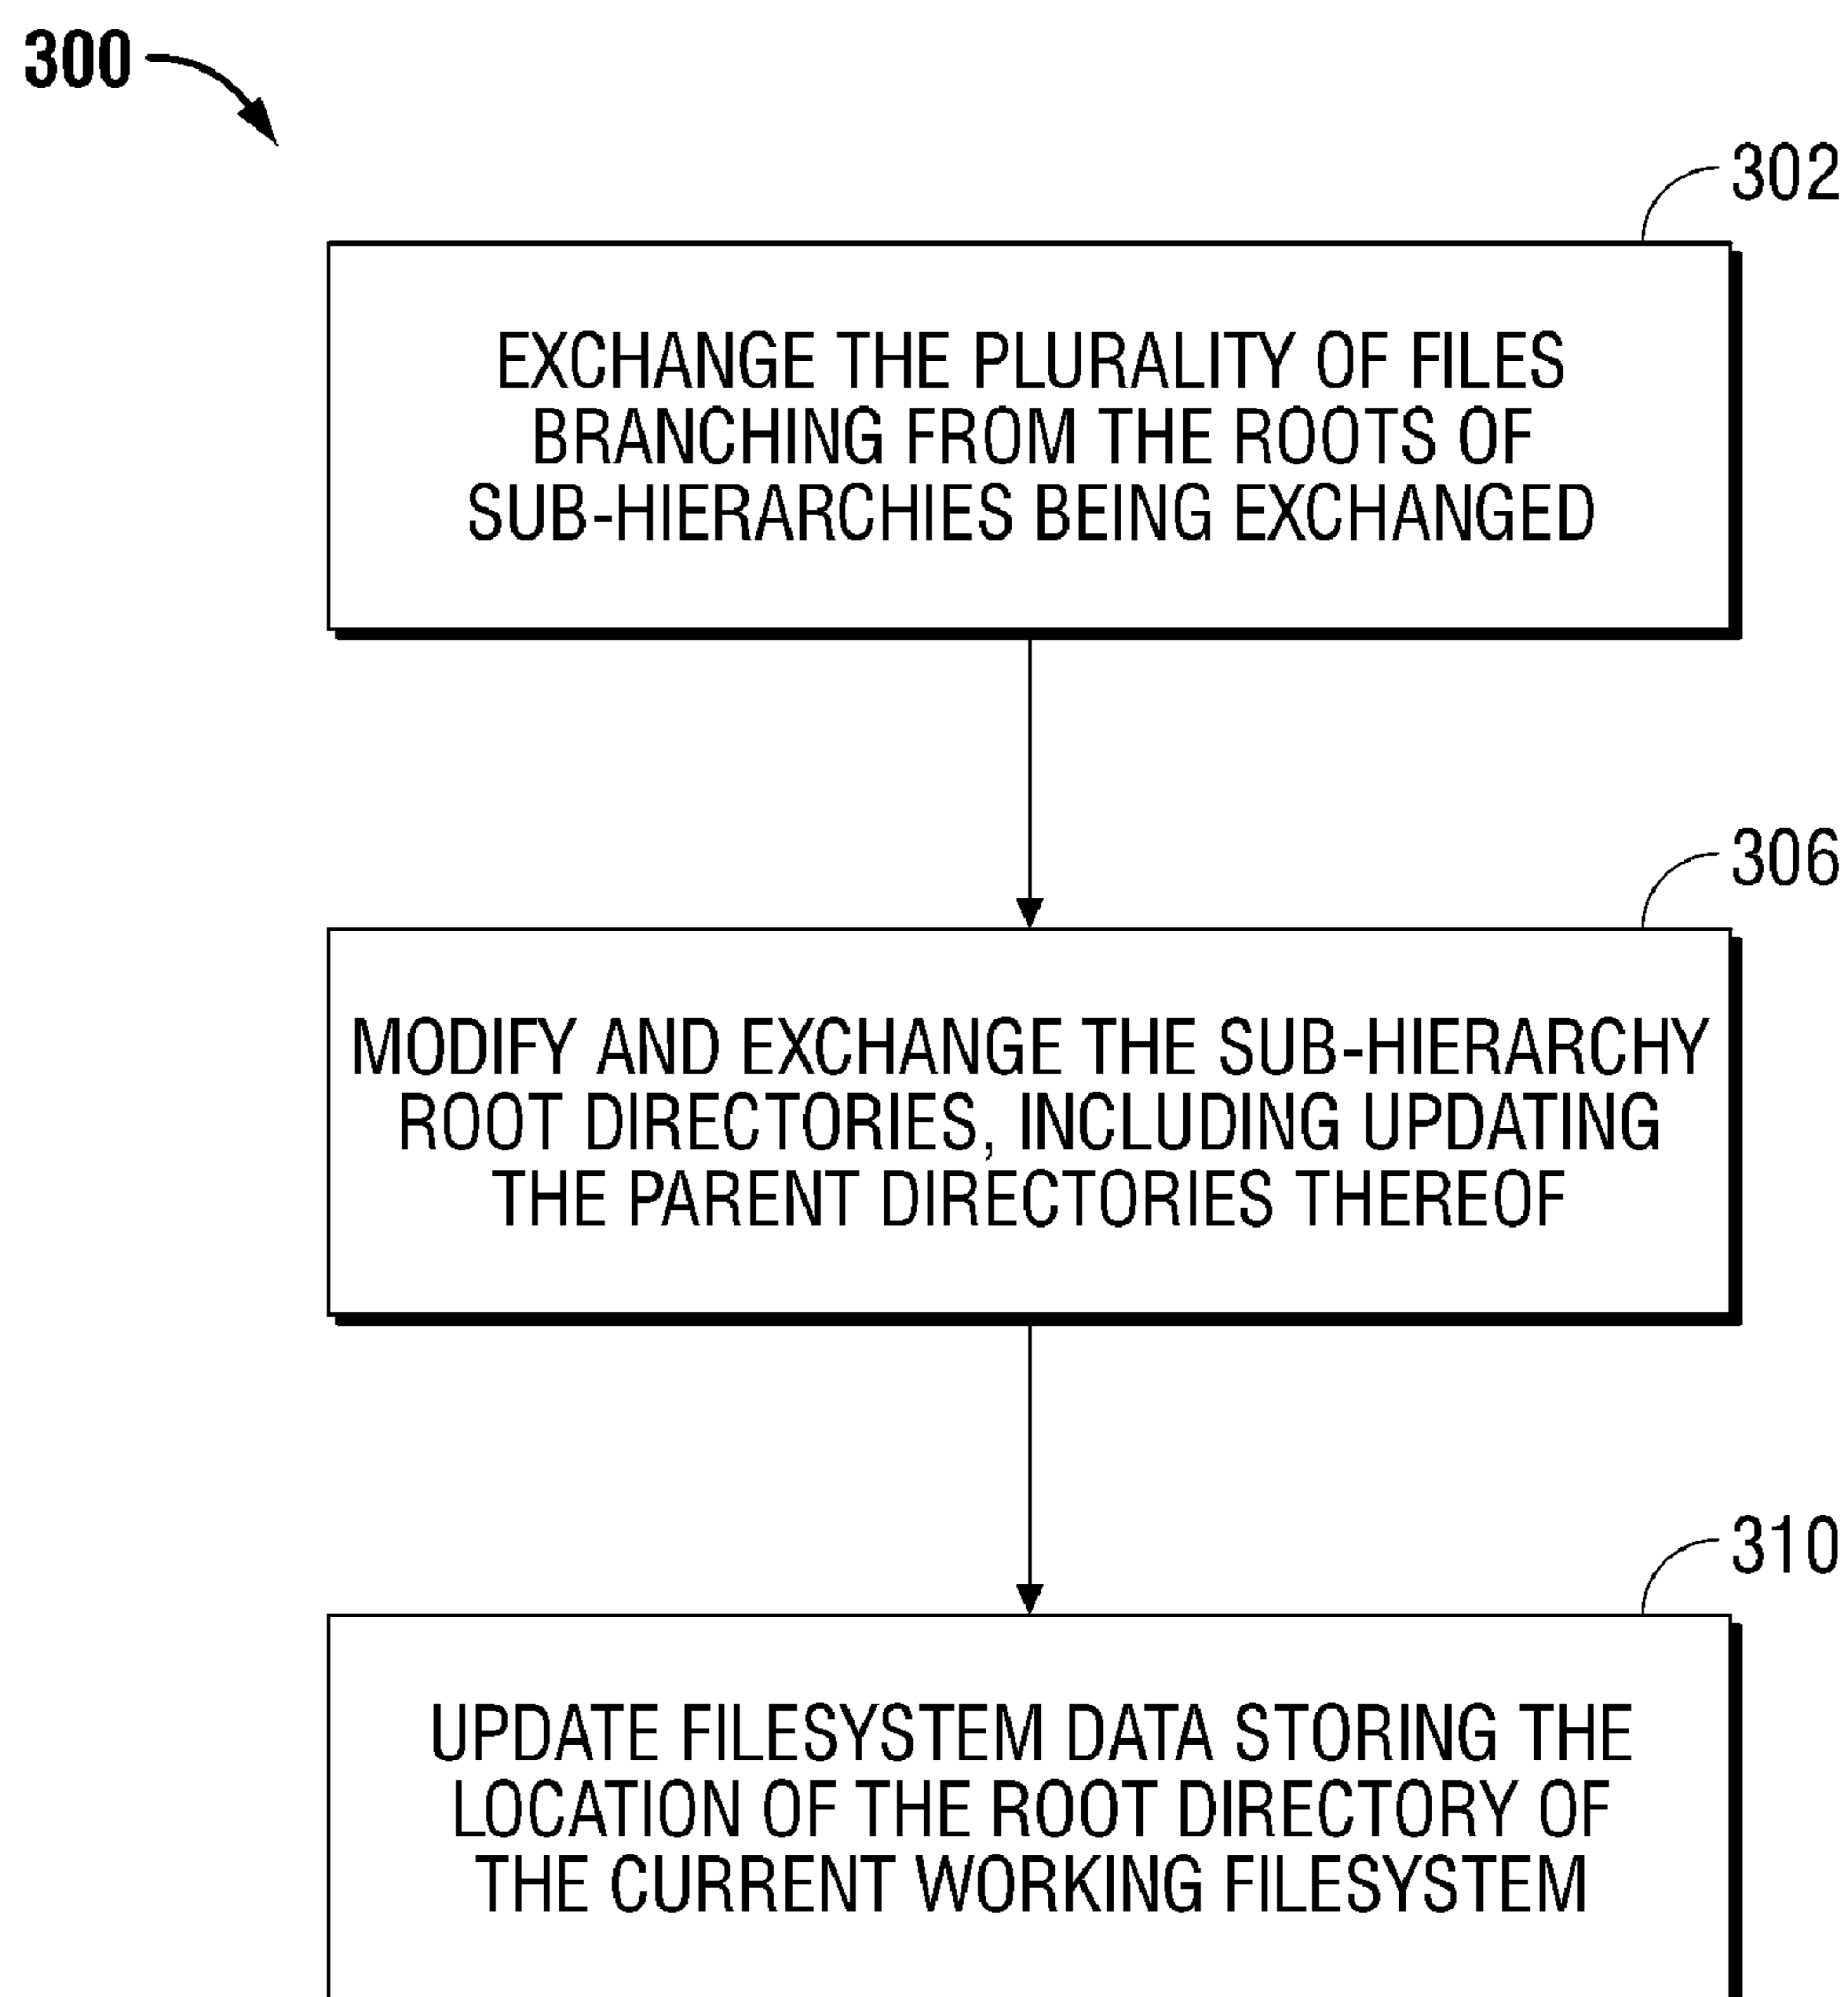 300
302
EXCHANGE THE PLURALITY OF FILES
BRANCHING FROM THE ROOTS OF
SUB-HIERARCHIES BEING EXCHANGED
306
MODIFY AND EXCHANGE THE SUB-HIERARCHY
ROOT DIRECTORIES, INCLUDING UPDATING
THE PARENT DIRECTORIES THEREOF
310
UPDATE FILESYSTEM DATA STORING THE
LOCATION OF THE ROOT DIRECTORY OF
THE CURRENT WORKING FILESYSTEM